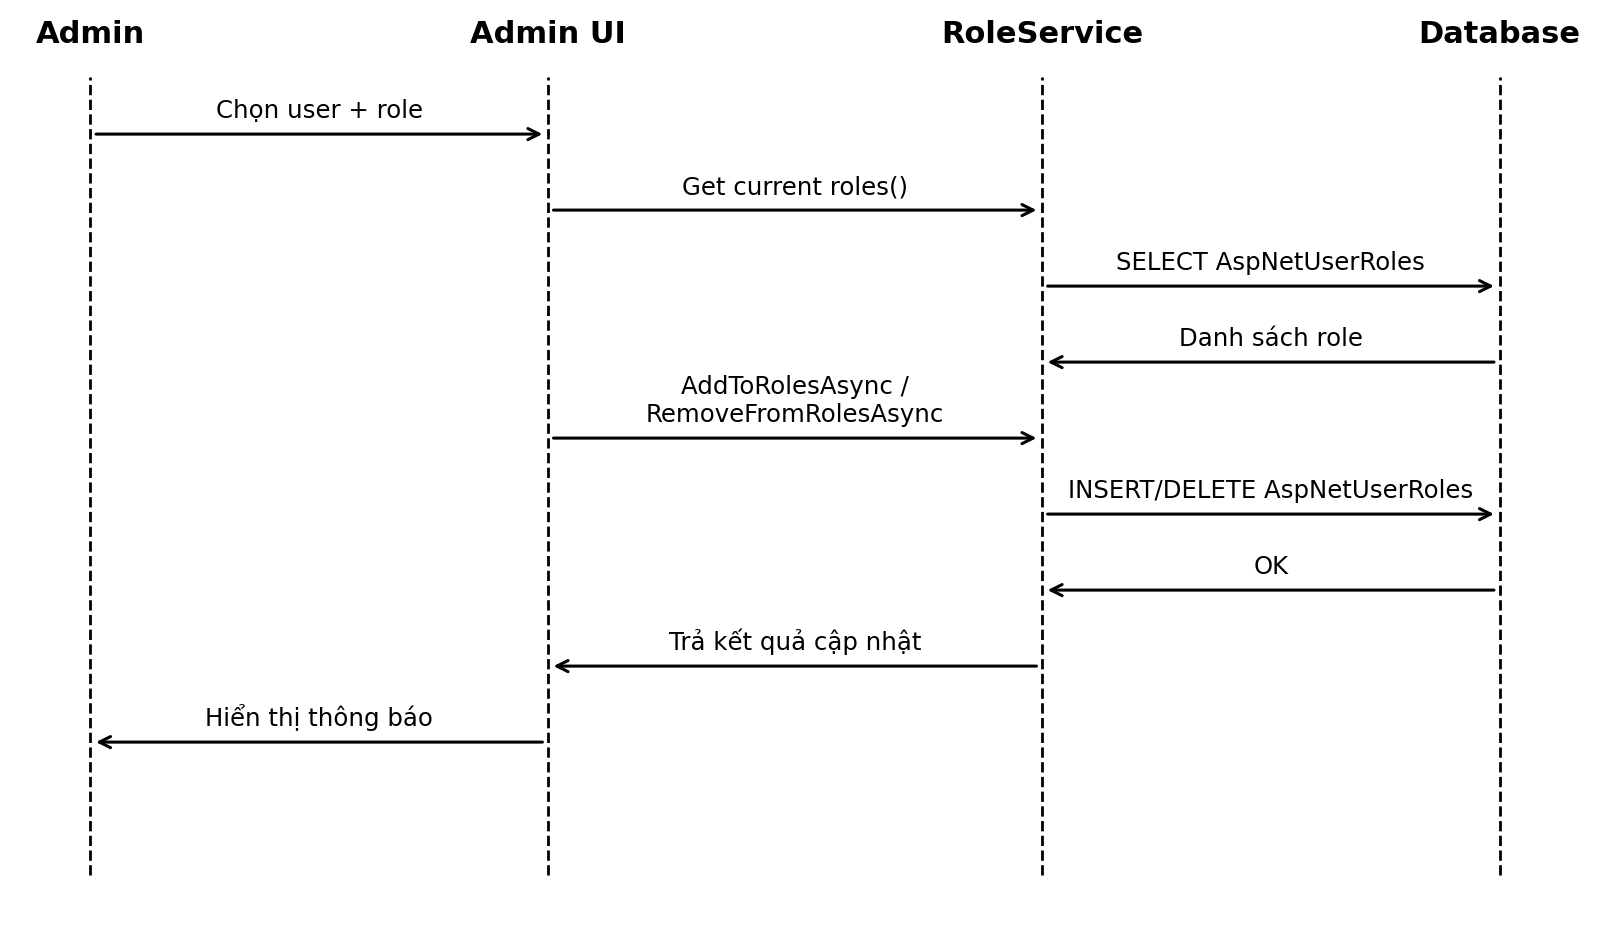 Admin
Admin UI
RoleService
Database
Chọn user + role
Get current roles()
SELECT AspNetUserRoles
Danh sách role
AddToRolesAsync /
RemoveFromRolesAsync
INSERT/DELETE AspNetUserRoles
OK
Trả kết quả cập nhật
Hiển thị thông báo